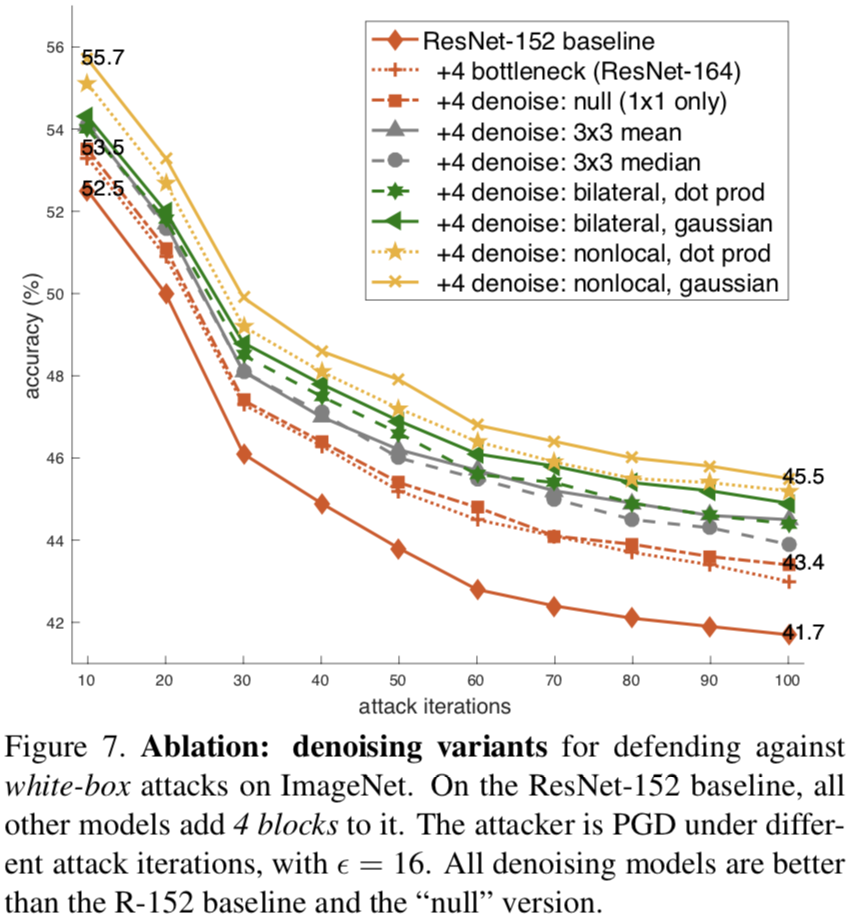 56
54
52
50
48
46
44
42
accuracy (%)
55.7
53.5
52.5
45.5
43.4
41.7
ResNet-152 baseline
+4 bottleneck (ResNet-164)
+4 denoise: null (1x1 only)
+4 denoise: 3x3 mean
+4 denoise: 3x3 median
+4 denoise: bilateral, dot prod
+4 denoise: bilateral, gaussian
+4 denoise: nonlocal, dot prod
+4 denoise: nonlocal, gaussian
10 20 30 40 50 60 70 80 90 100
attack iterations
Figure 7. Ablation: denoising variants for defending against
white-box attacks on ImageNet. On the ResNet-152 baseline, all
other models add 4 blocks to it. The attacker is PGD under differ-
ent attack iterations, with ϵ = 16. All denoising models are better
than the R-152 baseline and the “null” version.